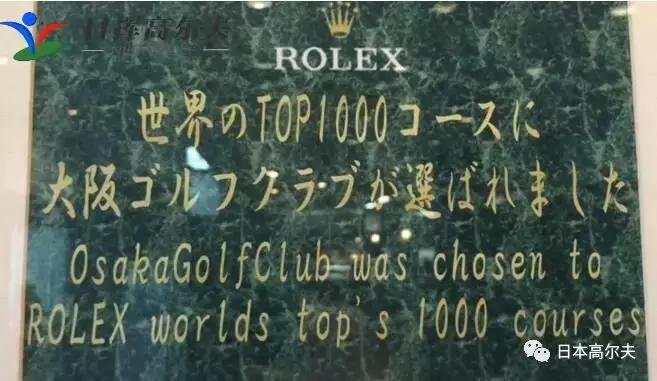 日享高尔夫
ROLEX
世界のTOP1000コースに
大阪ゴルフクラブが選ばれました
OsakaGolfClub was chosen to
ROLEX worlds top's 1000 courses
日本高尔夫